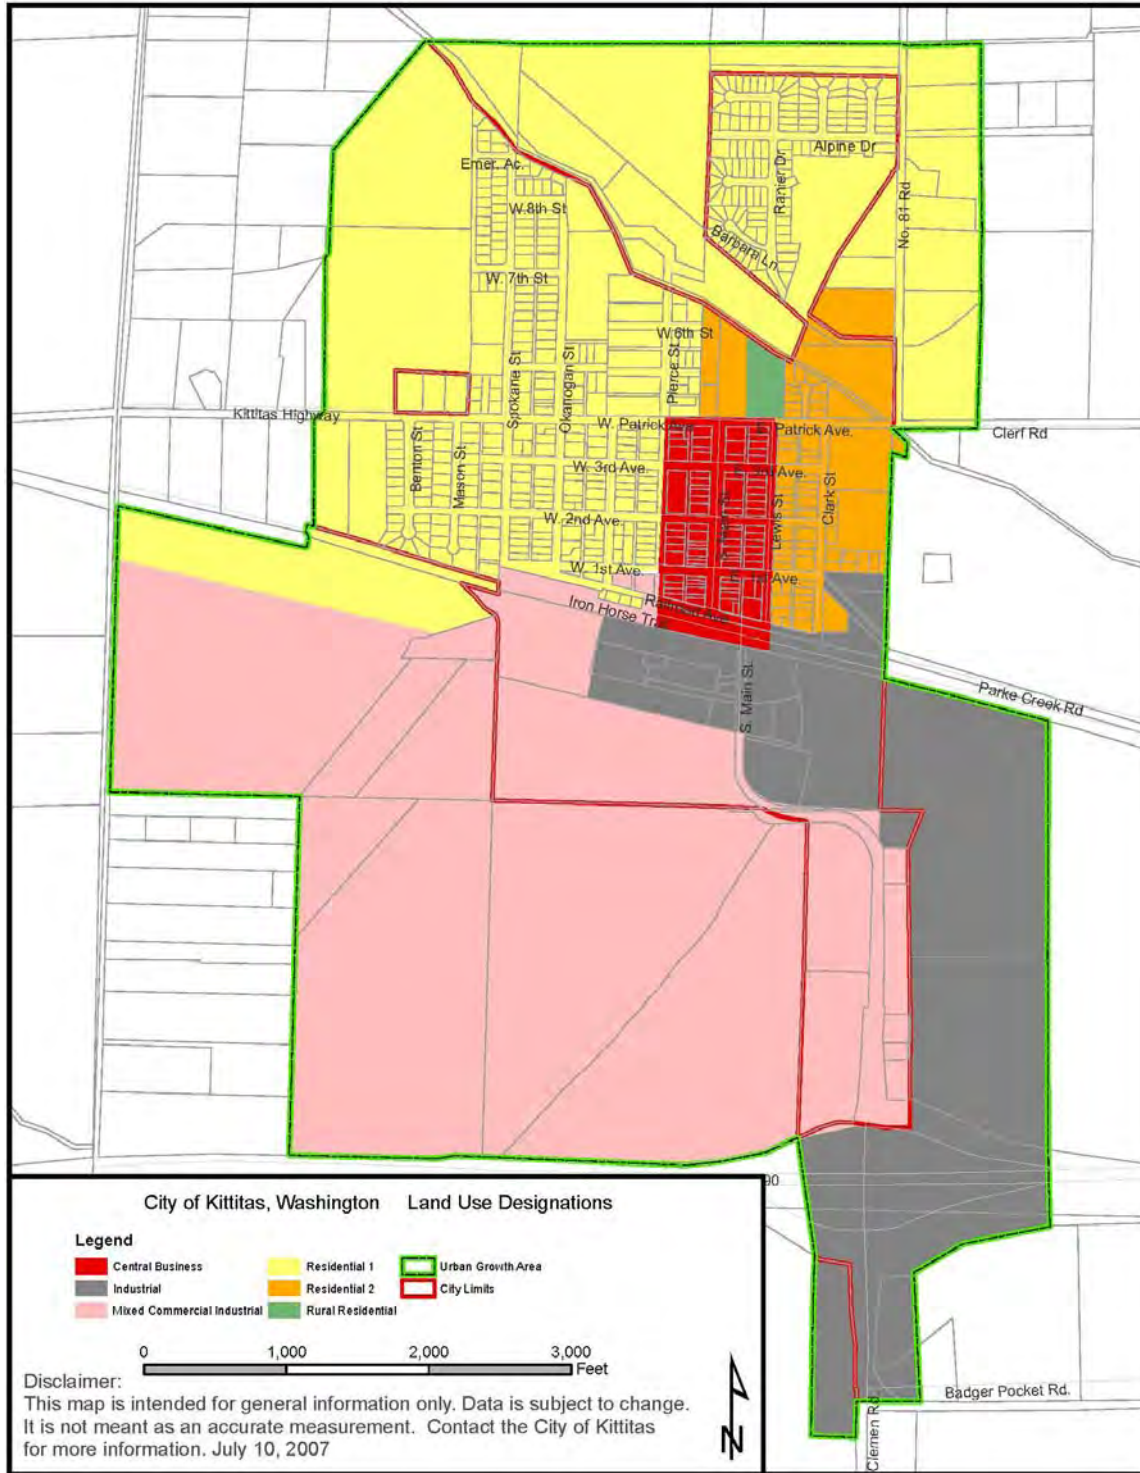 Alpine Dr
Emer. Ac.
Ranier Dr
No. 81 Rd
W.8th St
Barbara Ln
W. 7th St
W.6th St
Spokane St
Okanogan St
Pierce St
Kittitas Highway
W. Patrick Ave.
E. Patrick Ave.
Clerf Rd
Benton St
Mason St
W. 3rd Ave.
E. 3rd Ave.
Clark St
Lewis St
W. 2nd Ave.
W. 1st Ave.
E. 1st Ave.
Railroad Ave
Iron Horse Trail
S. Main St.
Parke Creek Rd
90
City of Kittitas, Washington Land Use Designations
Legend
Central Business
Industrial
Mixed Commercial Industrial
Residential 1
Residential 2
Rural Residential
Urban Growth Area
City Limits
0 1,000 2,000 3,000
Feet
Disclaimer:
This map is intended for general information only. Data is subject to change.
It is not meant as an accurate measurement. Contact the City of Kittitas
for more information. July 10, 2007
N
Badger Pocket Rd.
Clemen Rd.